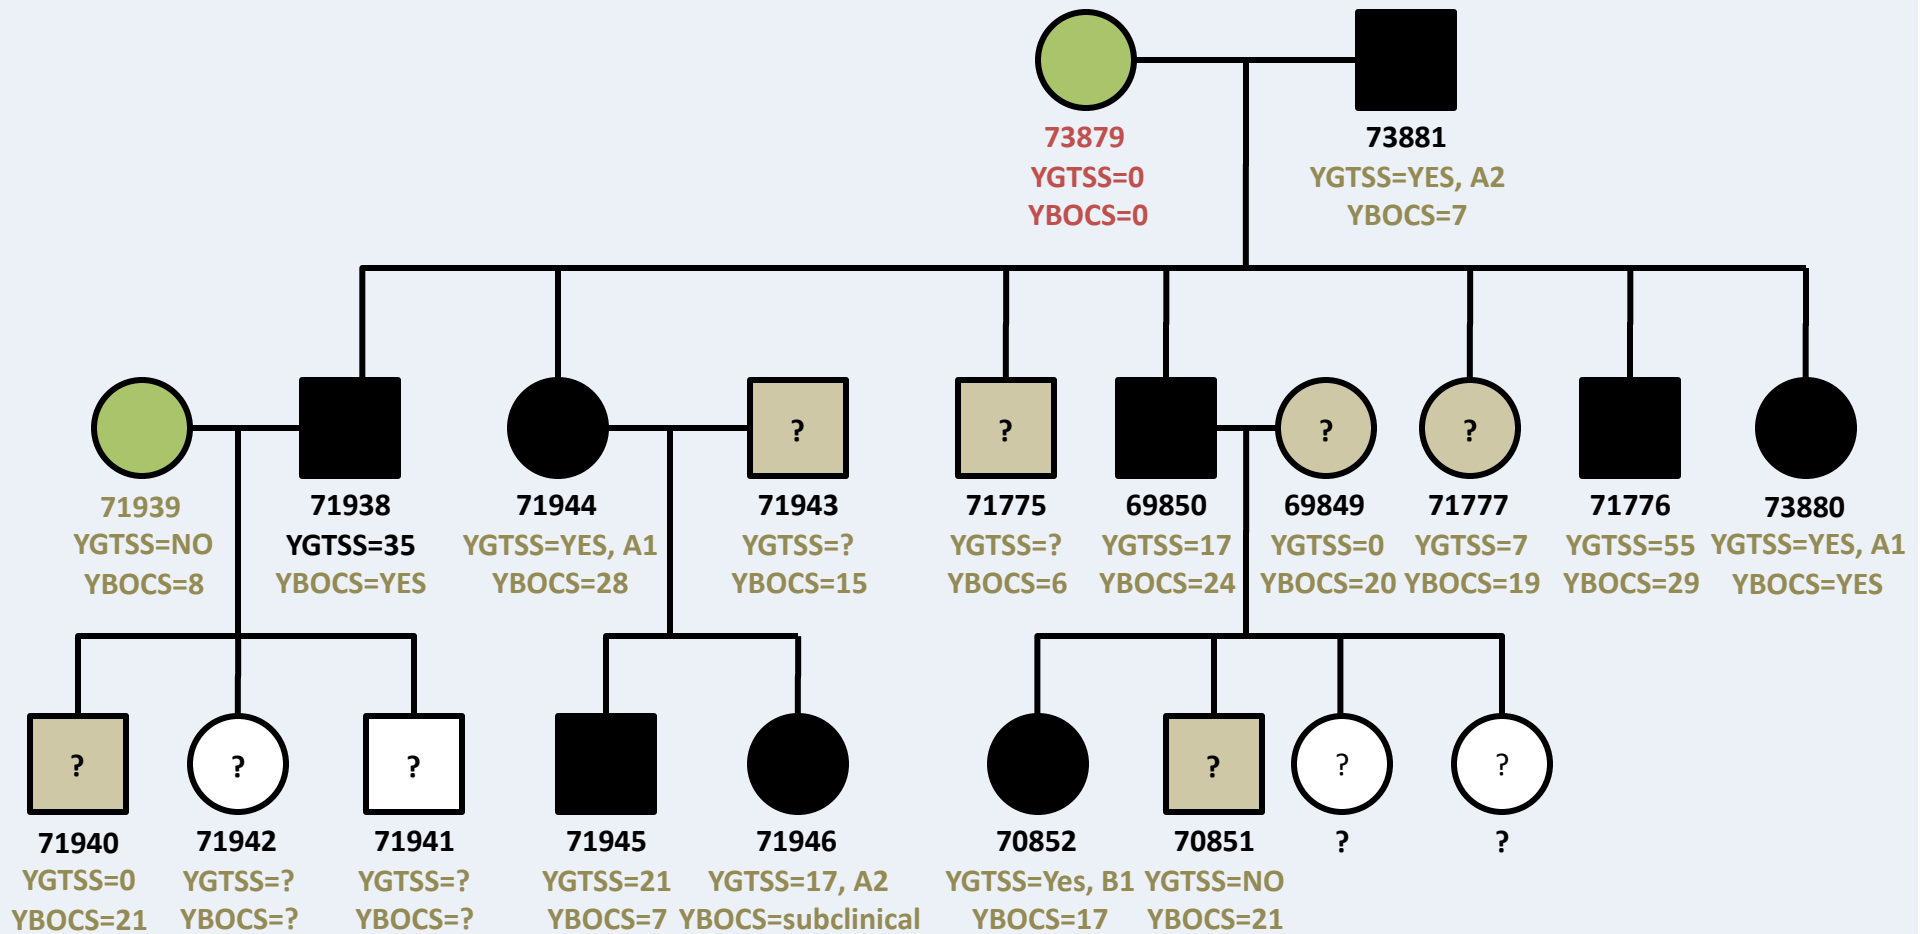 73879
YGTSS=0
YBOCS=0
73881
YGTSS=YES, A2
YBOCS=7
71939
YGTSS=NO
YBOCS=8
71938
YGTSS=35
YBOCS=YES
71944
YGTSS=YES, A1
YBOCS=28
?
71943
YGTSS=?
YBOCS=15
?
71775
YGTSS=?
YBOCS=6
69850
YGTSS=17
YBOCS=24
?
69849
YGTSS=0
YBOCS=20
?
71777
YGTSS=7
YBOCS=19
71776
YGTSS=55
YBOCS=29
73880
YGTSS=YES, A1
YBOCS=YES
?
71940
YGTSS=0
YBOCS=21
?
71942
YGTSS=?
YBOCS=?
?
71941
YGTSS=?
YBOCS=?
71945
YGTSS=21
YBOCS=7
71946
YGTSS=17, A2
YBOCS=subclinical
70852
YGTSS=Yes, B1
YBOCS=17
?
70851
YGTSS=NO
YBOCS=21
?
?
?
?